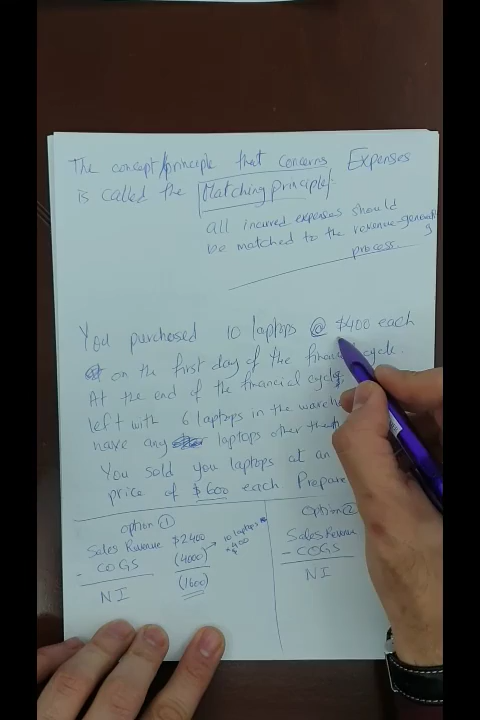 The concept/principle that concerns Expenses
is called the Matching principle
all incured expenses should
be matched to the revenue-generatin
g
process
You purchased 10 laptops @ $400 each
on the first day of the financial cycle.
At the end of the financial cycle,
left with 6 laptops in the wareh
have any laptops other than
You sold you laptops at an
price of $600 each Prepare
option ①
Sales Revenue $2400
- COGS (4000) → 10 laptops
* 400
NI (1600)
Option ②
Sales Revenue
- COGS
NI